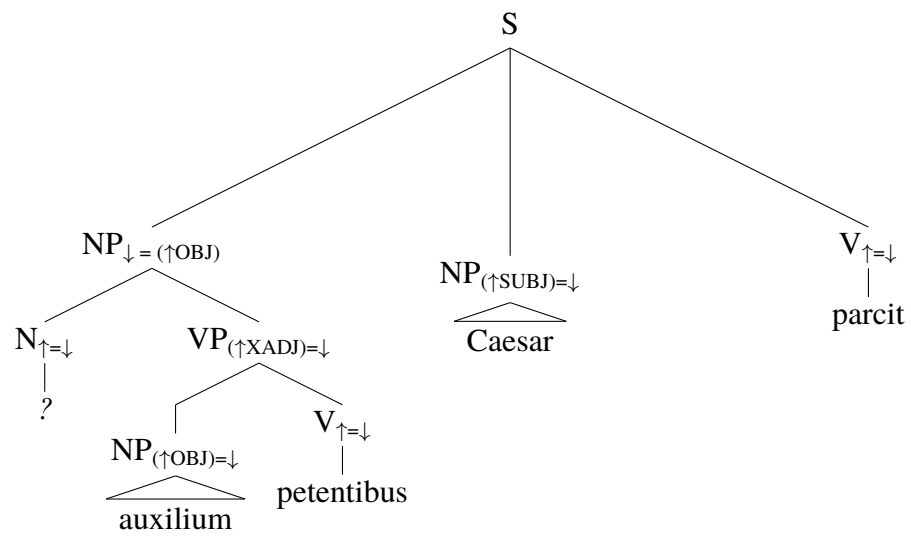 S
NP↓ = (↑OBJ)
NP(↑SUBJ)=↓
V↑=↓
N↑=↓
VP(↑XADJ)=↓
Caesar
parcit
?
NP(↑OBJ)=↓
V↑=↓
auxilium
petentibus